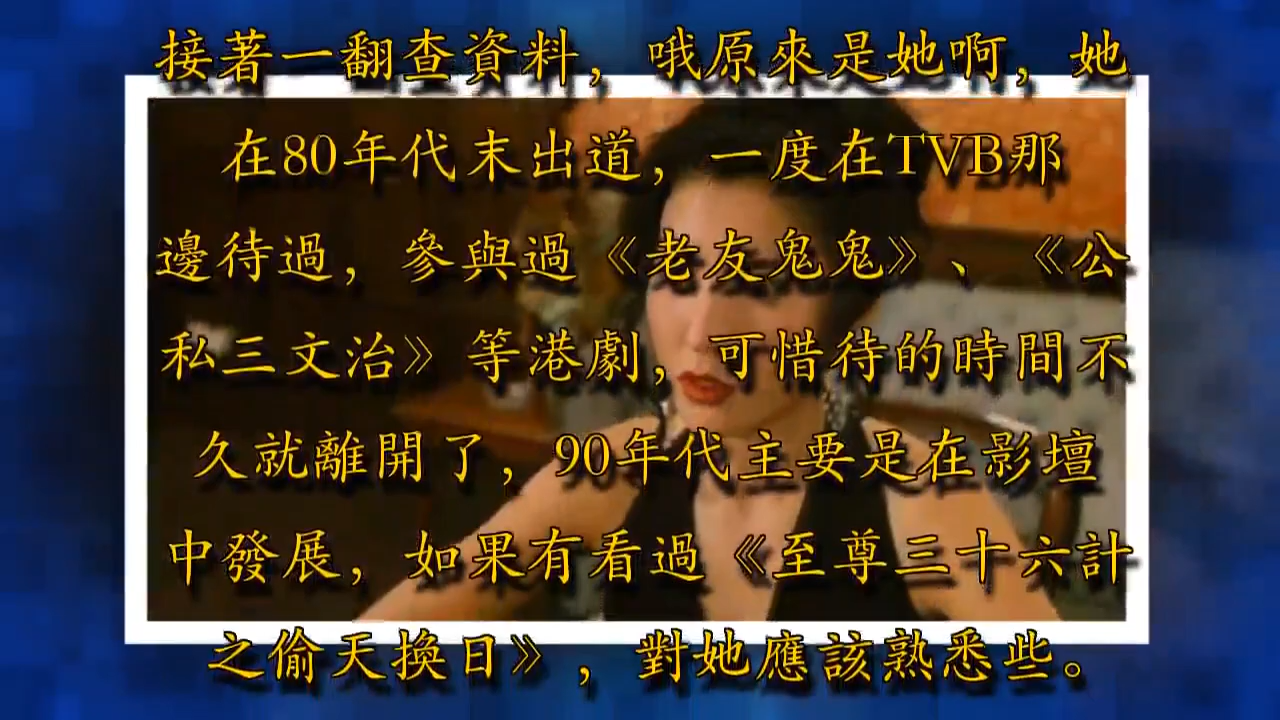 接著一翻查資料，哦原來是她啊，她
在80年代末出道，一度在TVB那
邊待過，參與過《老友鬼鬼》、《公
私三文治》等港劇，可惜待的時間不
久就離開了，90年代主要是在影壇
中發展，如果有看過《至尊三十六計
之偷天換日》，對她應該熟悉些。